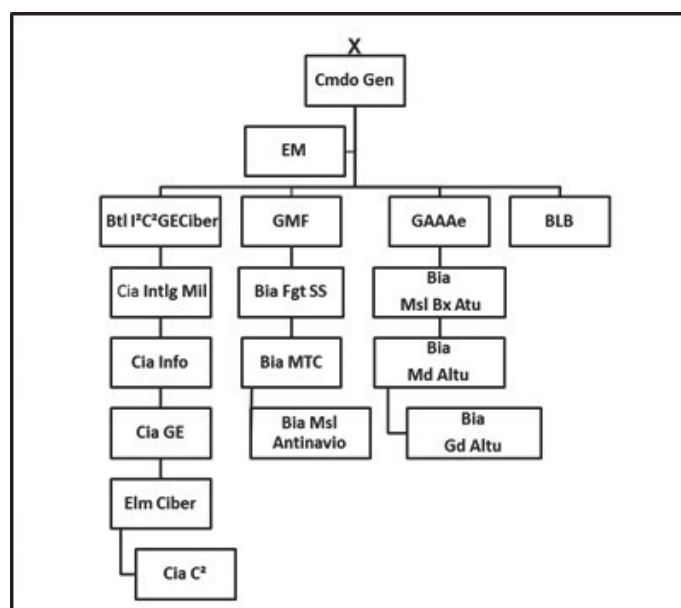 X
Cmdo Gen
EM
Btl I²C²GECiber
GMF
GAAAe
BLB
Cia Intlg Mil
Bia Fgt SS
Bia
Msl Bx Atu
Cia Info
Bia MTC
Bia
Md Altu
Cia GE
Bia Msl
Antinavio
Bia
Gd Altu
Elm Ciber
Cia C²